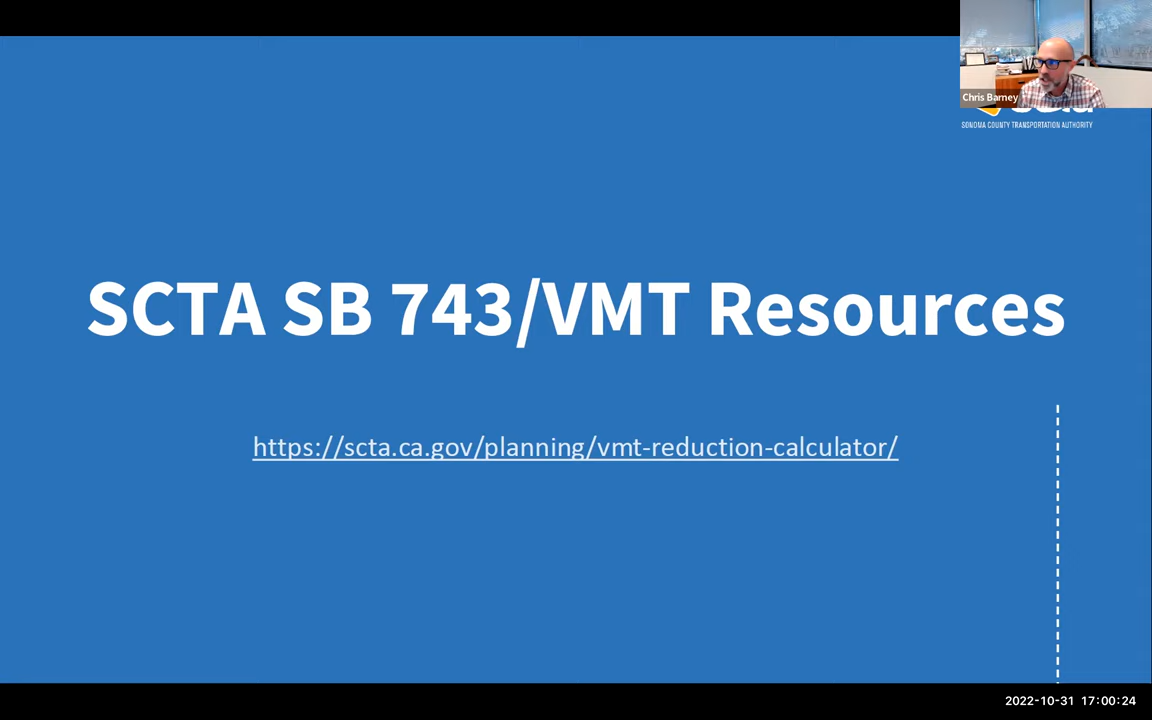 Chris Barney
SONOMA COUNTY TRANSPORTATION AUTHORITY
SCTA SB 743/VMT Resources
https://scta.ca.gov/planning/vmt-reduction-calculator/
2022-10-31 17:00:24